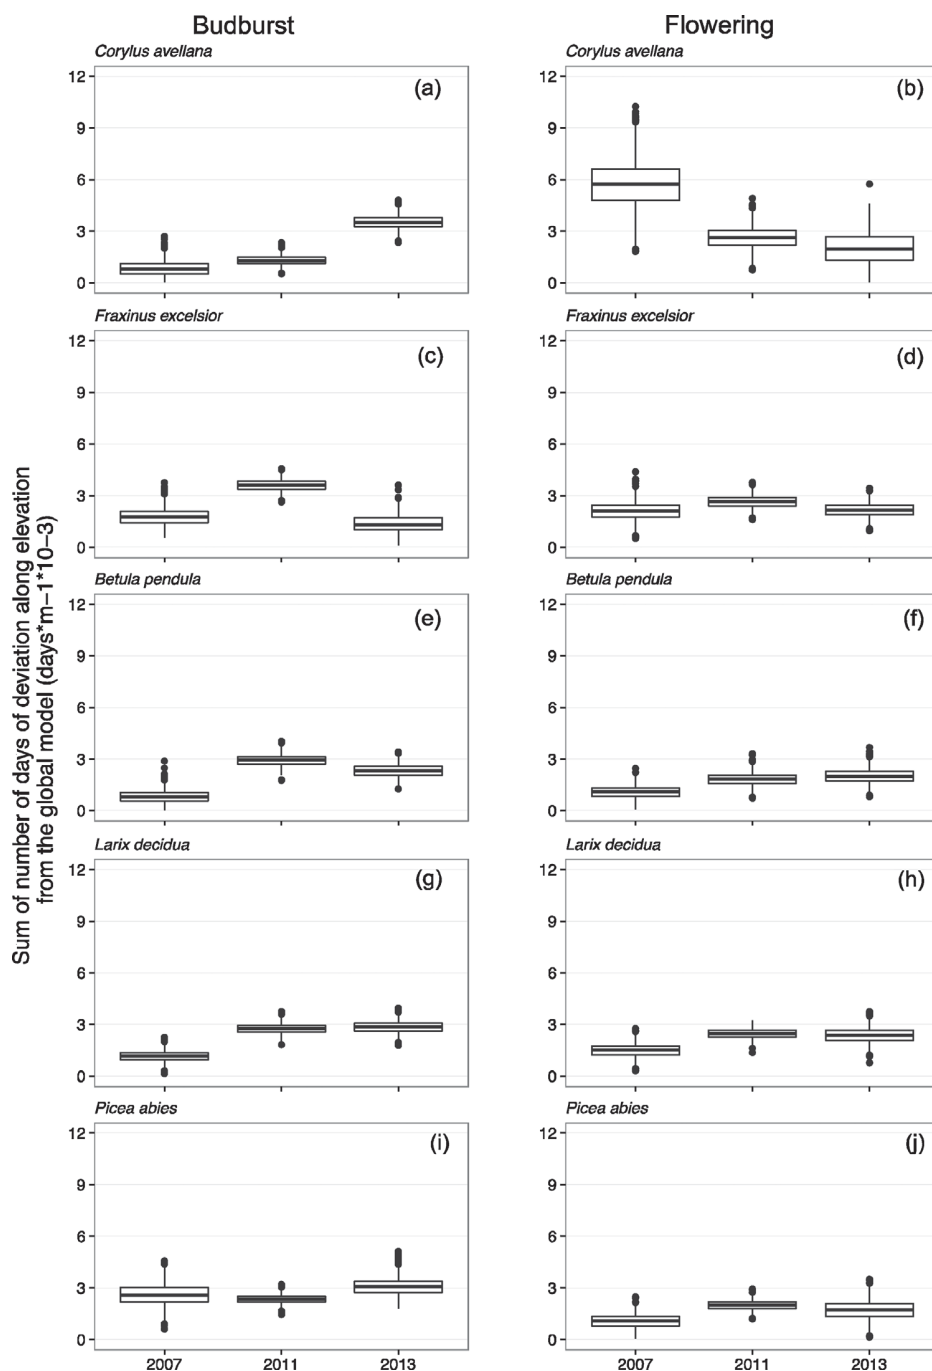 Budburst
Flowering
Corylus avellana
Corylus avellana
12
9
6
3
0
(a)
12
9
6
3
0
(b)
Fraxinus excelsior
Fraxinus excelsior
12
9
6
3
0
(c)
12
9
6
3
0
(d)
Betula pendula
Betula pendula
12
9
6
3
0
(e)
12
9
6
3
0
(f)
Larix decidua
Larix decidua
12
9
6
3
0
(g)
12
9
6
3
0
(h)
Picea abies
Picea abies
12
9
6
3
0
(i)
12
9
6
3
0
(j)
2007 2011 2013
2007 2011 2013
Sum of number of days of deviation along elevation
from the global model (days*m−1*10−3)